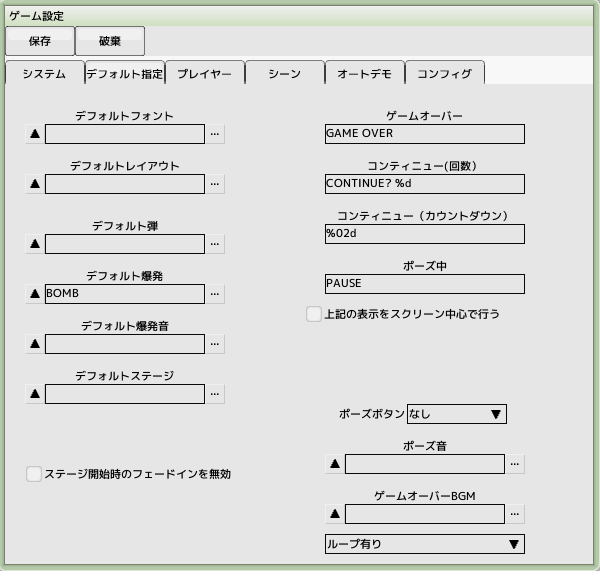 ゲーム設定
保存 破棄
システム デフォルト指定 プレイヤー シーン オートデモ コンフィグ
デフォルトフォント
▲ ...
デフォルトレイアウト
▲ ...
デフォルト弾
▲ ...
デフォルト爆発
▲ BOMB ...
デフォルト爆発音
▲ ...
デフォルトステージ
▲ ...
ステージ開始時のフェードインを無効
ゲームオーバー
GAME OVER
コンティニュー(回数)
CONTINUE? %d
コンティニュー（カウントダウン）
%02d
ポーズ中
PAUSE
上記の表示をスクリーン中心で行う
ポーズボタン なし ▼
ポーズ音
▲ ...
ゲームオーバーBGM
▲ ...
ループ有り ▼